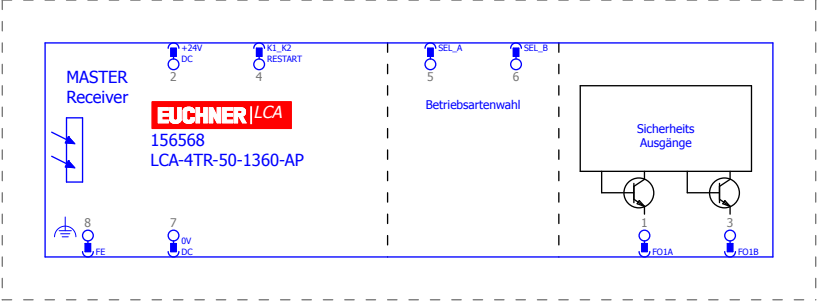 +24V
DC
2
K1_K2
RESTART
4
SEL_A
5
SEL_B
6
MASTER
Receiver
EUCHNER LCA
156568
LCA-4TR-50-1360-AP
Betriebsartenwahl
Sicherheits
Ausgänge
8
FE
7
0V
DC
1
FO1A
3
FO1B